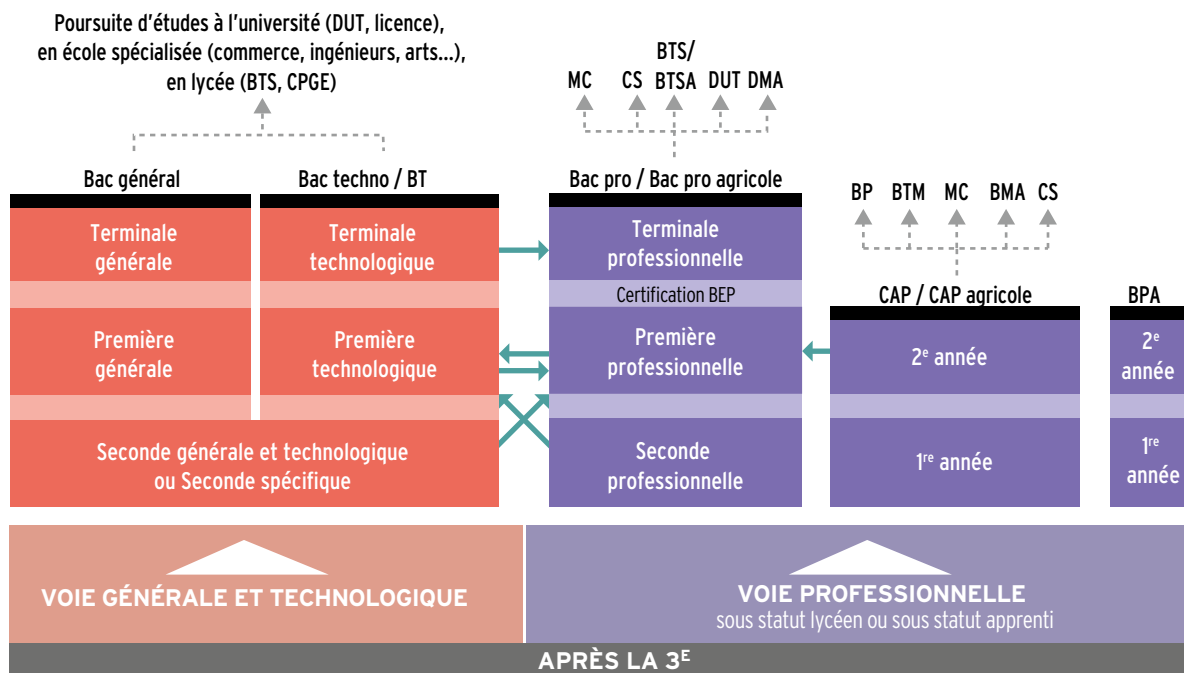 Poursuite d'études à l'université (DUT, licence),
en école spécialisée (commerce, ingénieurs, arts...),
en lycée (BTS, CPGE)
BTS/
MC CS BTSA DUT DMA
Bac général
Bac techno / BT
Bac pro / Bac pro agricole
BP BTM MC BMA CS
Terminale
générale
Terminale
technologique
Terminale
professionnelle
Certification BEP
CAP / CAP agricole
BPA
Première
générale
Première
technologique
Première
professionnelle
2e année
2e
année
Seconde générale et technologique
ou Seconde spécifique
Seconde
professionnelle
1re année
1re
année
VOIE GÉNÉRALE ET TECHNOLOGIQUE
VOIE PROFESSIONNELLE
sous statut lycéen ou sous statut apprenti
APRÈS LA 3E